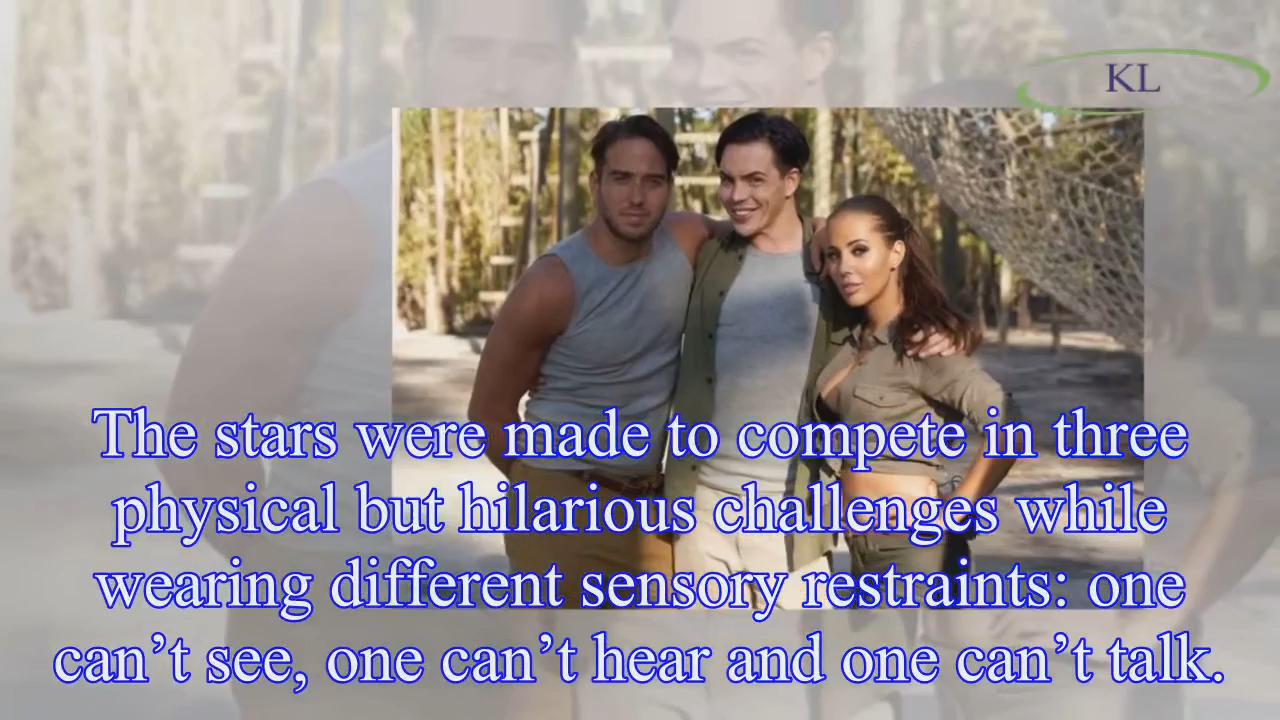 KL
The stars were made to compete in three
physical but hilarious challenges while
wearing different sensory restraints: one
can’t see, one can’t hear and one can’t talk.